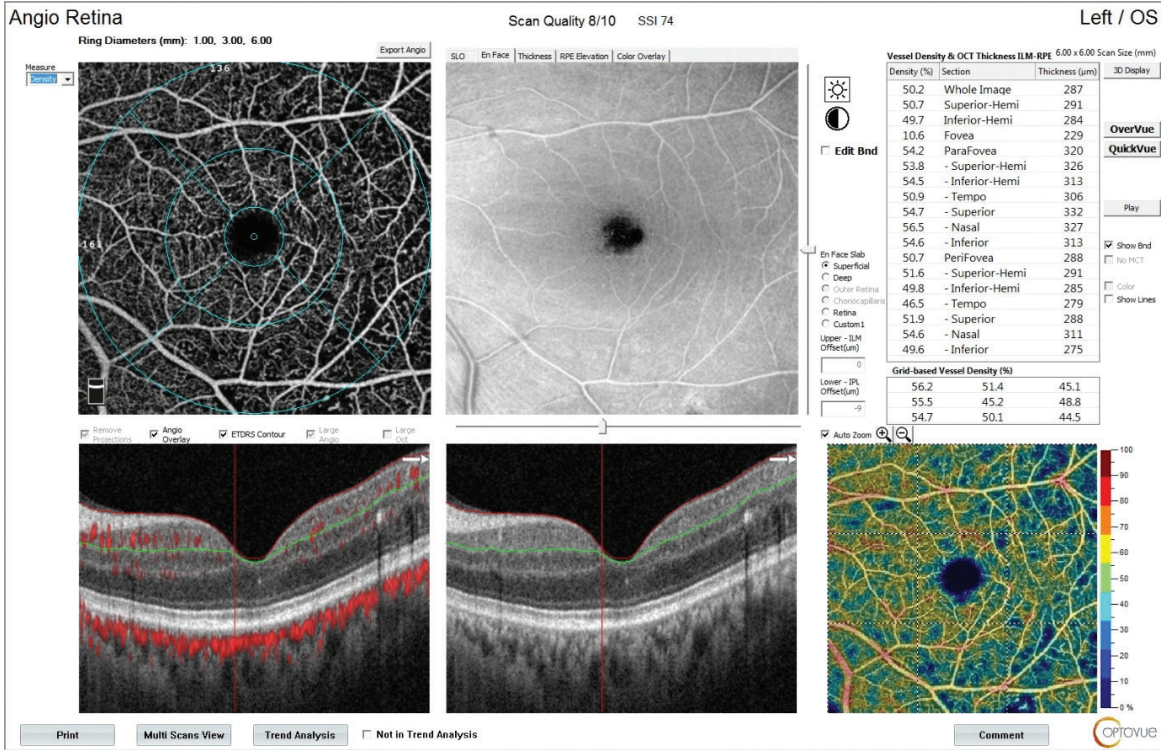 Angio Retina
Scan Quality 8/10 SSI 74
Left / OS
Ring Diameters (mm): 1.00, 3.00, 6.00
Export Angio
Measure
Density
136
161
SLO En Face Thickness RPE Elevation Color Overlay
Edit Bnd
En Face Slab
Superficial
Deep
Outer Retina
Choriocapillaris
Retina
Custom1
Upper - ILM
Offset(um)
0
Lower - IPL
Offset(um)
-9
Vessel Density & OCT Thickness ILM-RPE 6.00 x 6.00 Scan Size (mm)
Density (%) Section Thickness (μm)
50.2 Whole Image 287
50.7 Superior-Hemi 291
49.7 Inferior-Hemi 284
10.6 Fovea 229
54.2 ParaFovea 320
53.8 - Superior-Hemi 326
54.5 - Inferior-Hemi 313
50.9 - Tempo 306
54.7 - Superior 332
56.5 - Nasal 327
54.6 - Inferior 313
50.7 PeriFovea 288
51.6 - Superior-Hemi 291
49.8 - Inferior-Hemi 285
46.5 - Tempo 279
51.9 - Superior 288
54.6 - Nasal 311
49.6 - Inferior 275
Grid-based Vessel Density (%)
56.2 51.4 45.1
55.5 45.2 48.8
54.7 50.1 44.5
3D Display
OverVue
QuickVue
Play
Show Bnd
No MCT
Color
Show Lines
Remove Projections
Angio Overlay
ETDRS Contour
Large Angio
Large Oct
Auto Zoom
100
90
80
70
60
50
40
30
20
10
0 %
Print
Multi Scans View
Trend Analysis
Not in Trend Analysis
Comment
OPTOVUE